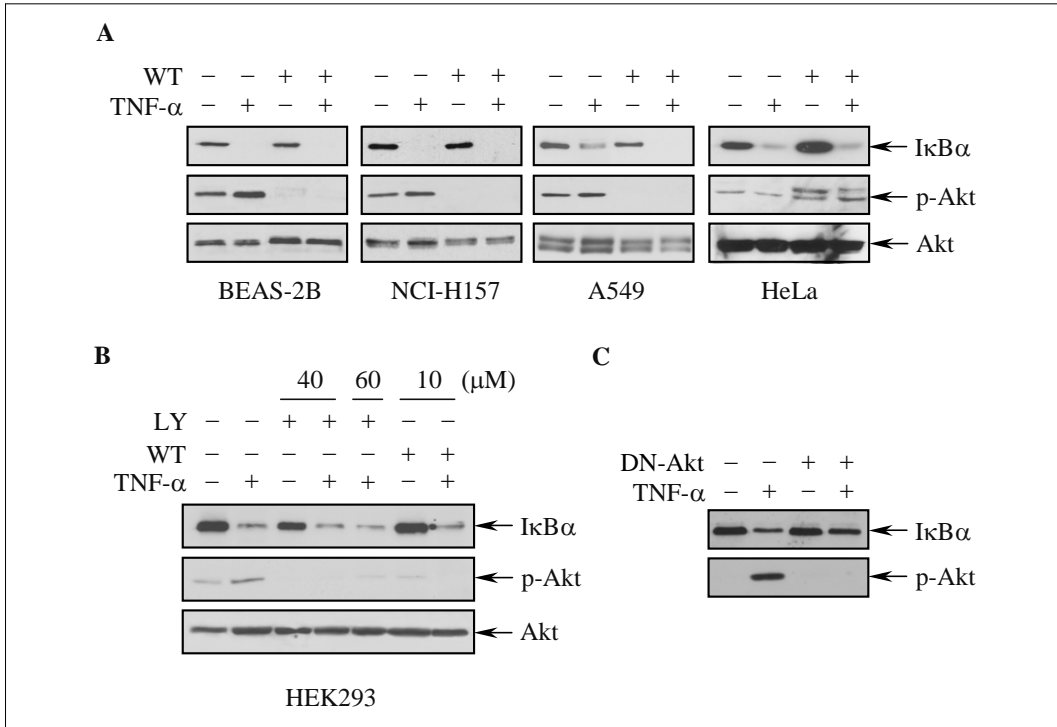 A
WT − − + + − − + + − − + + − − + +
TNF-α − + − + − + − + − + − + − + − +
IκBα
p-Akt
Akt
BEAS-2B NCI-H157 A549 HeLa
B
40 60 10 (μM)
LY − − + + + − −
WT − − − − − + +
TNF-α − + − + + − +
IκBα
p-Akt
Akt
HEK293
C
DN-Akt − − + +
TNF-α − + − +
IκBα
p-Akt